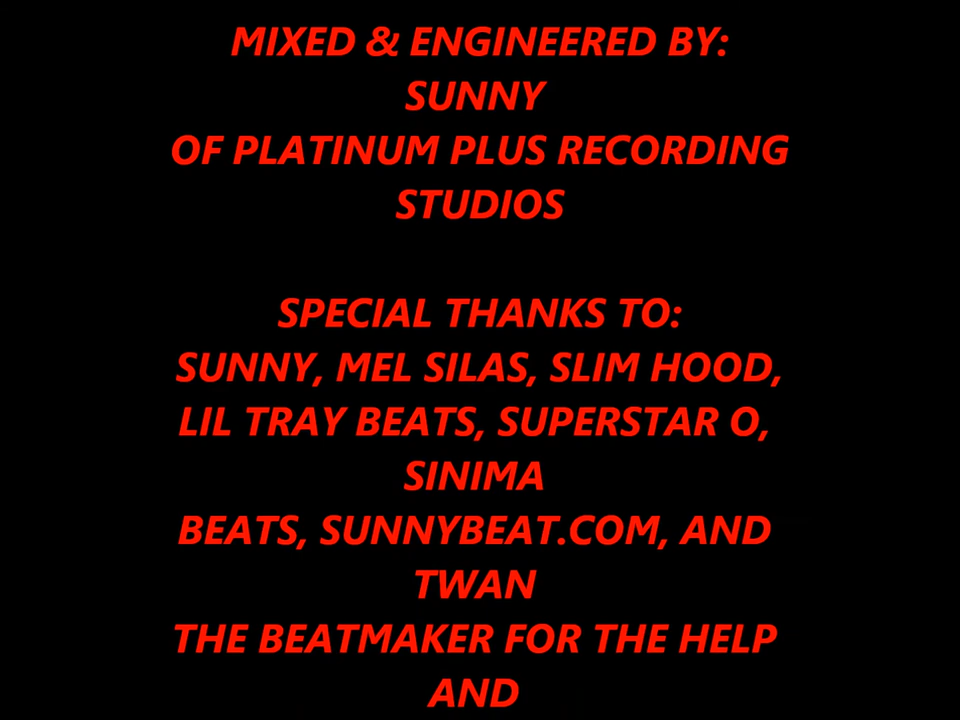 MIXED & ENGINEERED BY:
SUNNY
OF PLATINUM PLUS RECORDING
STUDIOS
SPECIAL THANKS TO:
SUNNY, MEL SILAS, SLIM HOOD,
LIL TRAY BEATS, SUPERSTAR O,
SINIMA
BEATS, SUNNYBEAT.COM, AND
TWAN
THE BEATMAKER FOR THE HELP
AND